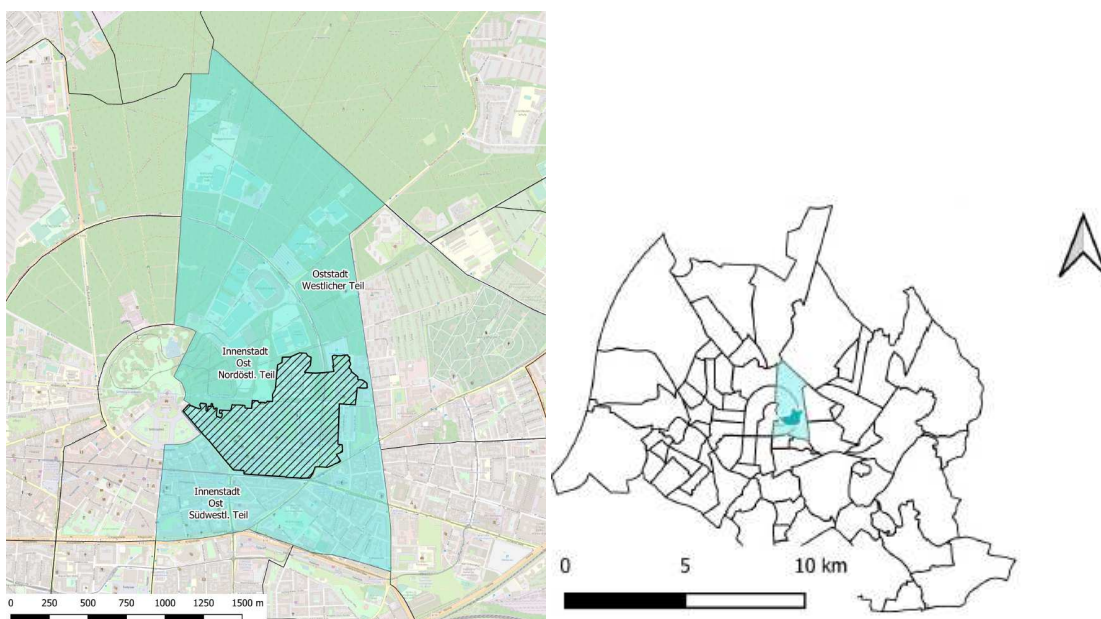 Oststadt
Westlicher Teil
Innenstadt
Ost
Nordöstl. Teil
Innenstadt
Ost
Südwestl. Teil
0 250 500 750 1000 1250 1500 m
0 5 10 km